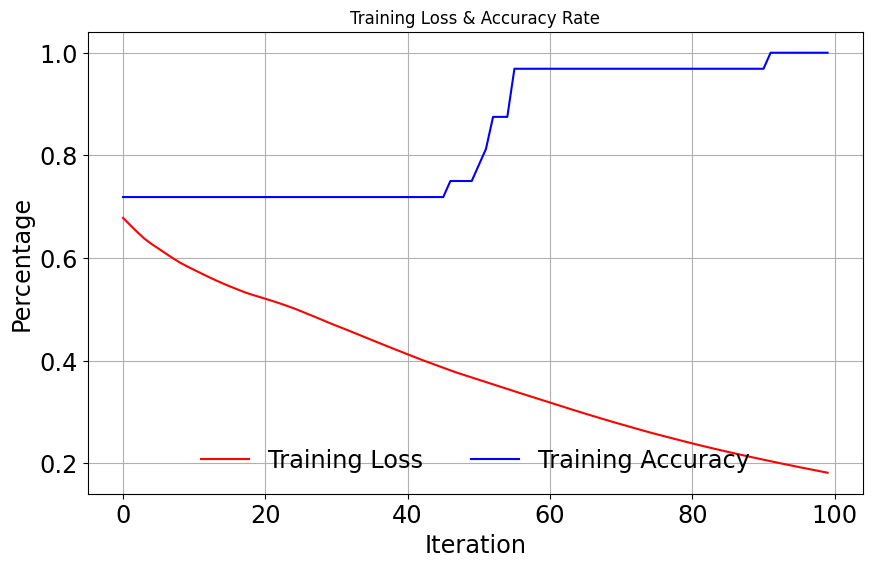 Training Loss & Accuracy Rate
1.0
0.8
0.6
0.4
0.2
Percentage
Training Loss
Training Accuracy
0 20 40 60 80 100
Iteration